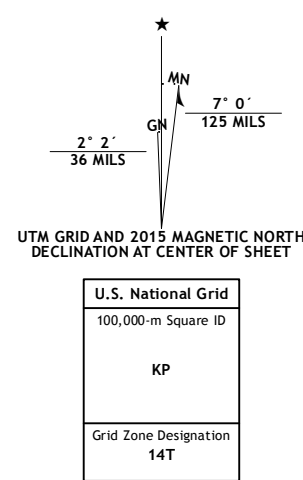 ★
MN
GN
7° 0´
125 MILS
2° 2´
36 MILS
UTM GRID AND 2015 MAGNETIC NORTH
DECLINATION AT CENTER OF SHEET
U.S. National Grid
100,000-m Square ID
KP
Grid Zone Designation
14T